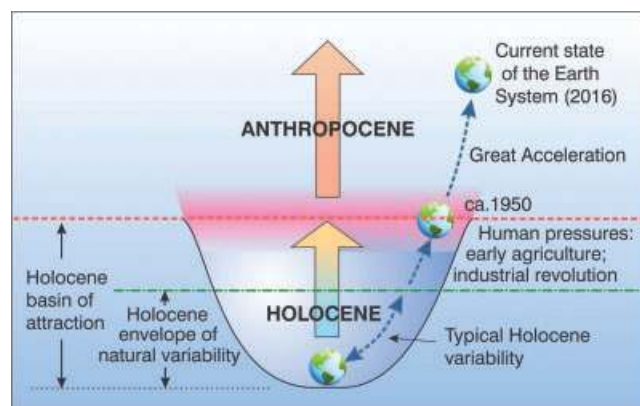 Current state
of the Earth
System (2016)
ANTHROPOCENE
Great Acceleration
ca.1950
Human pressures:
early agriculture;
industrial revolution
Holocene
basin of
attraction
HOLOCENE
Holocene
envelope of
natural variability
Typical Holocene
variability